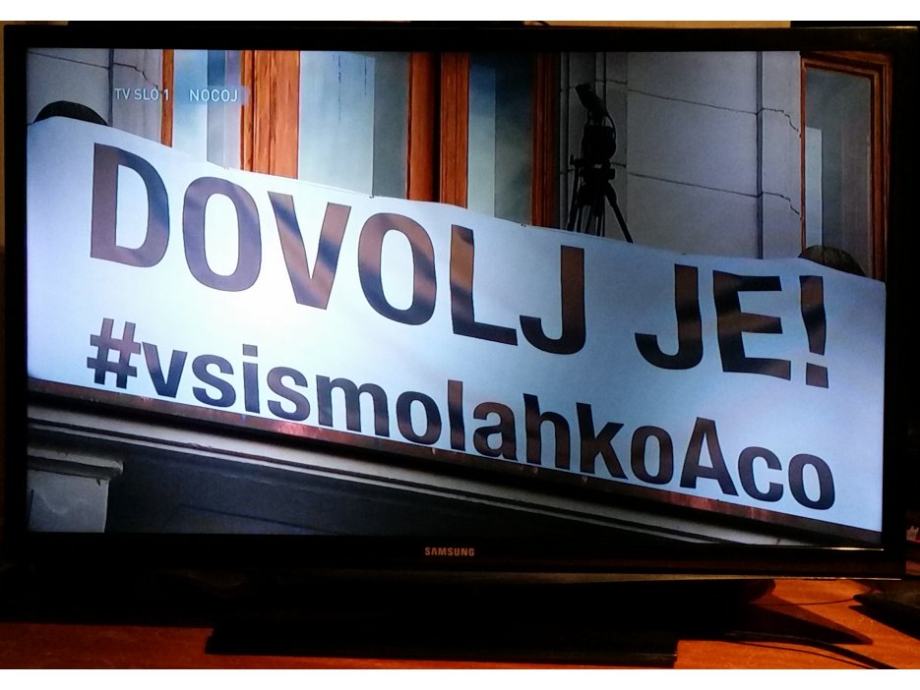 TV SLO 1 NOCOJ
DOVOLJ JE!
#vsismolahkoAco
SAMSUNG